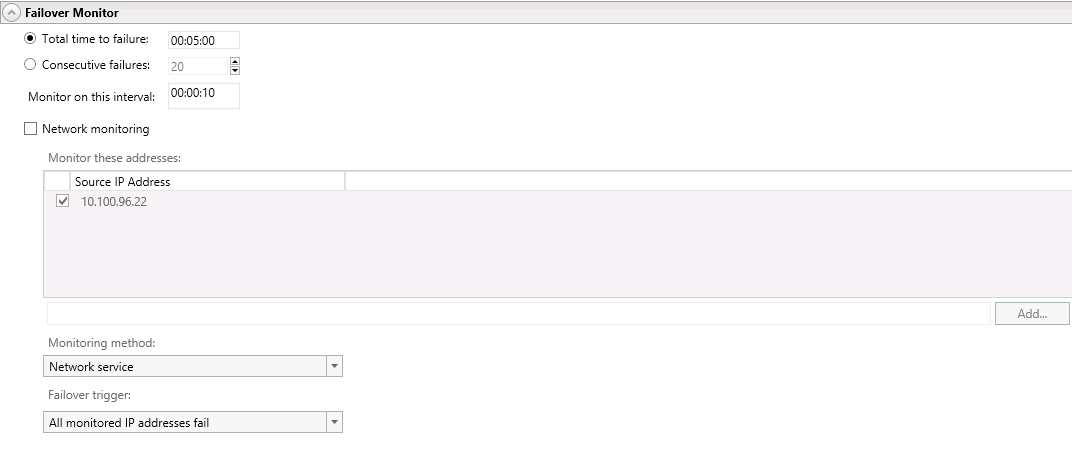 Failover Monitor
Total time to failure: 00:05:00
Consecutive failures: 20
Monitor on this interval: 00:00:10
Network monitoring
Monitor these addresses:
Source IP Address
10.100.96.22
Add...
Monitoring method:
Network service
Failover trigger:
All monitored IP addresses fail